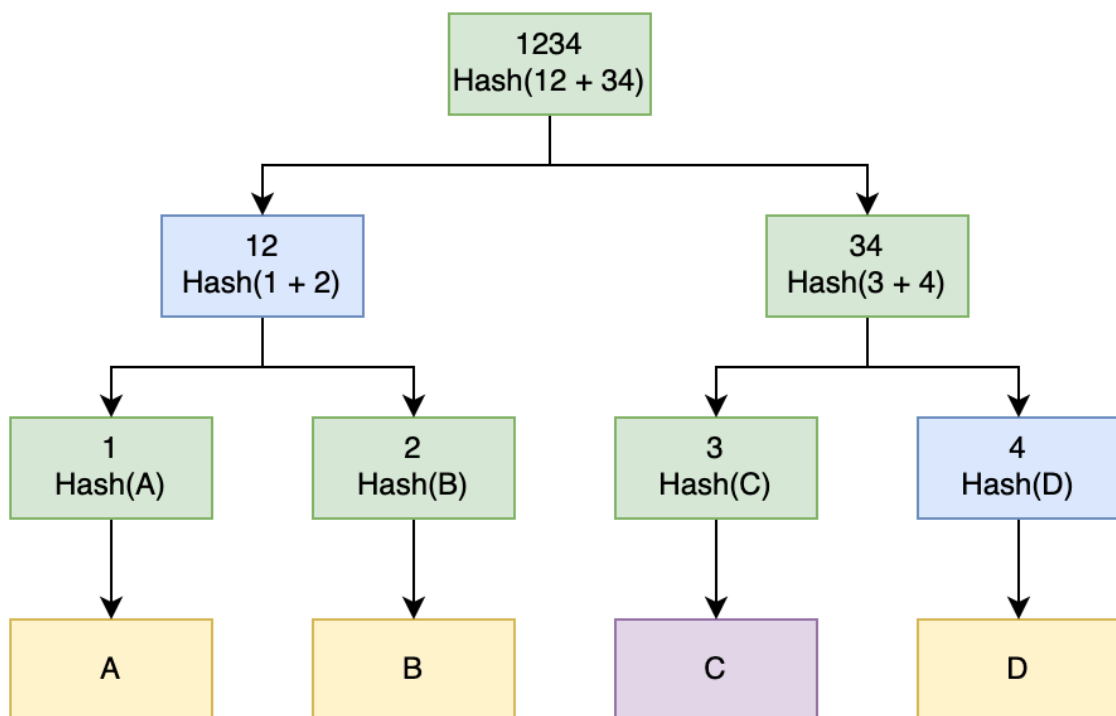 1234
Hash(12 + 34)
12
Hash(1 + 2)
34
Hash(3 + 4)
1
Hash(A)
2
Hash(B)
3
Hash(C)
4
Hash(D)
A
B
C
D